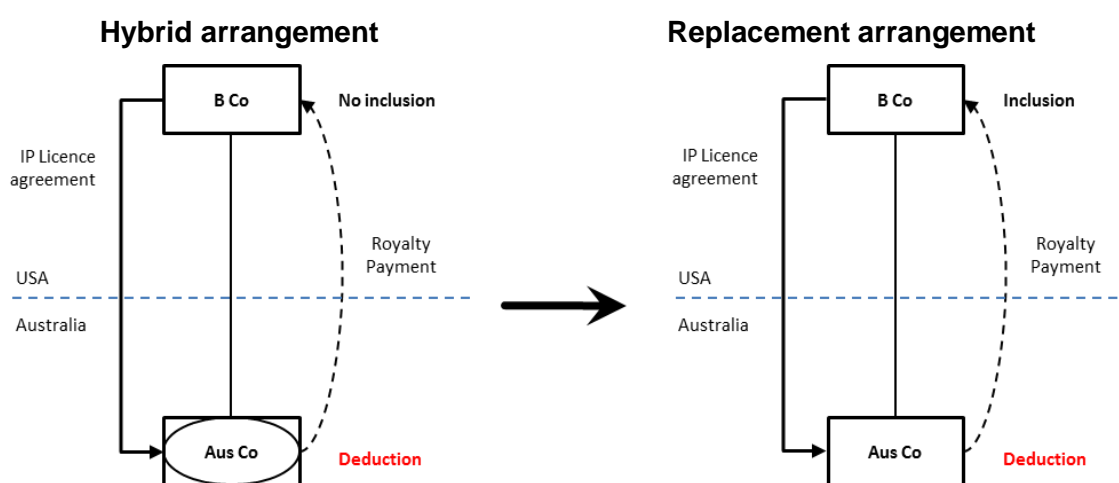 Hybrid arrangement
B Co
No inclusion
IP Licence
agreement
Royalty
Payment
USA
Australia
Aus Co
Deduction
Replacement arrangement
B Co
Inclusion
IP Licence
agreement
Royalty
Payment
USA
Australia
Aus Co
Deduction